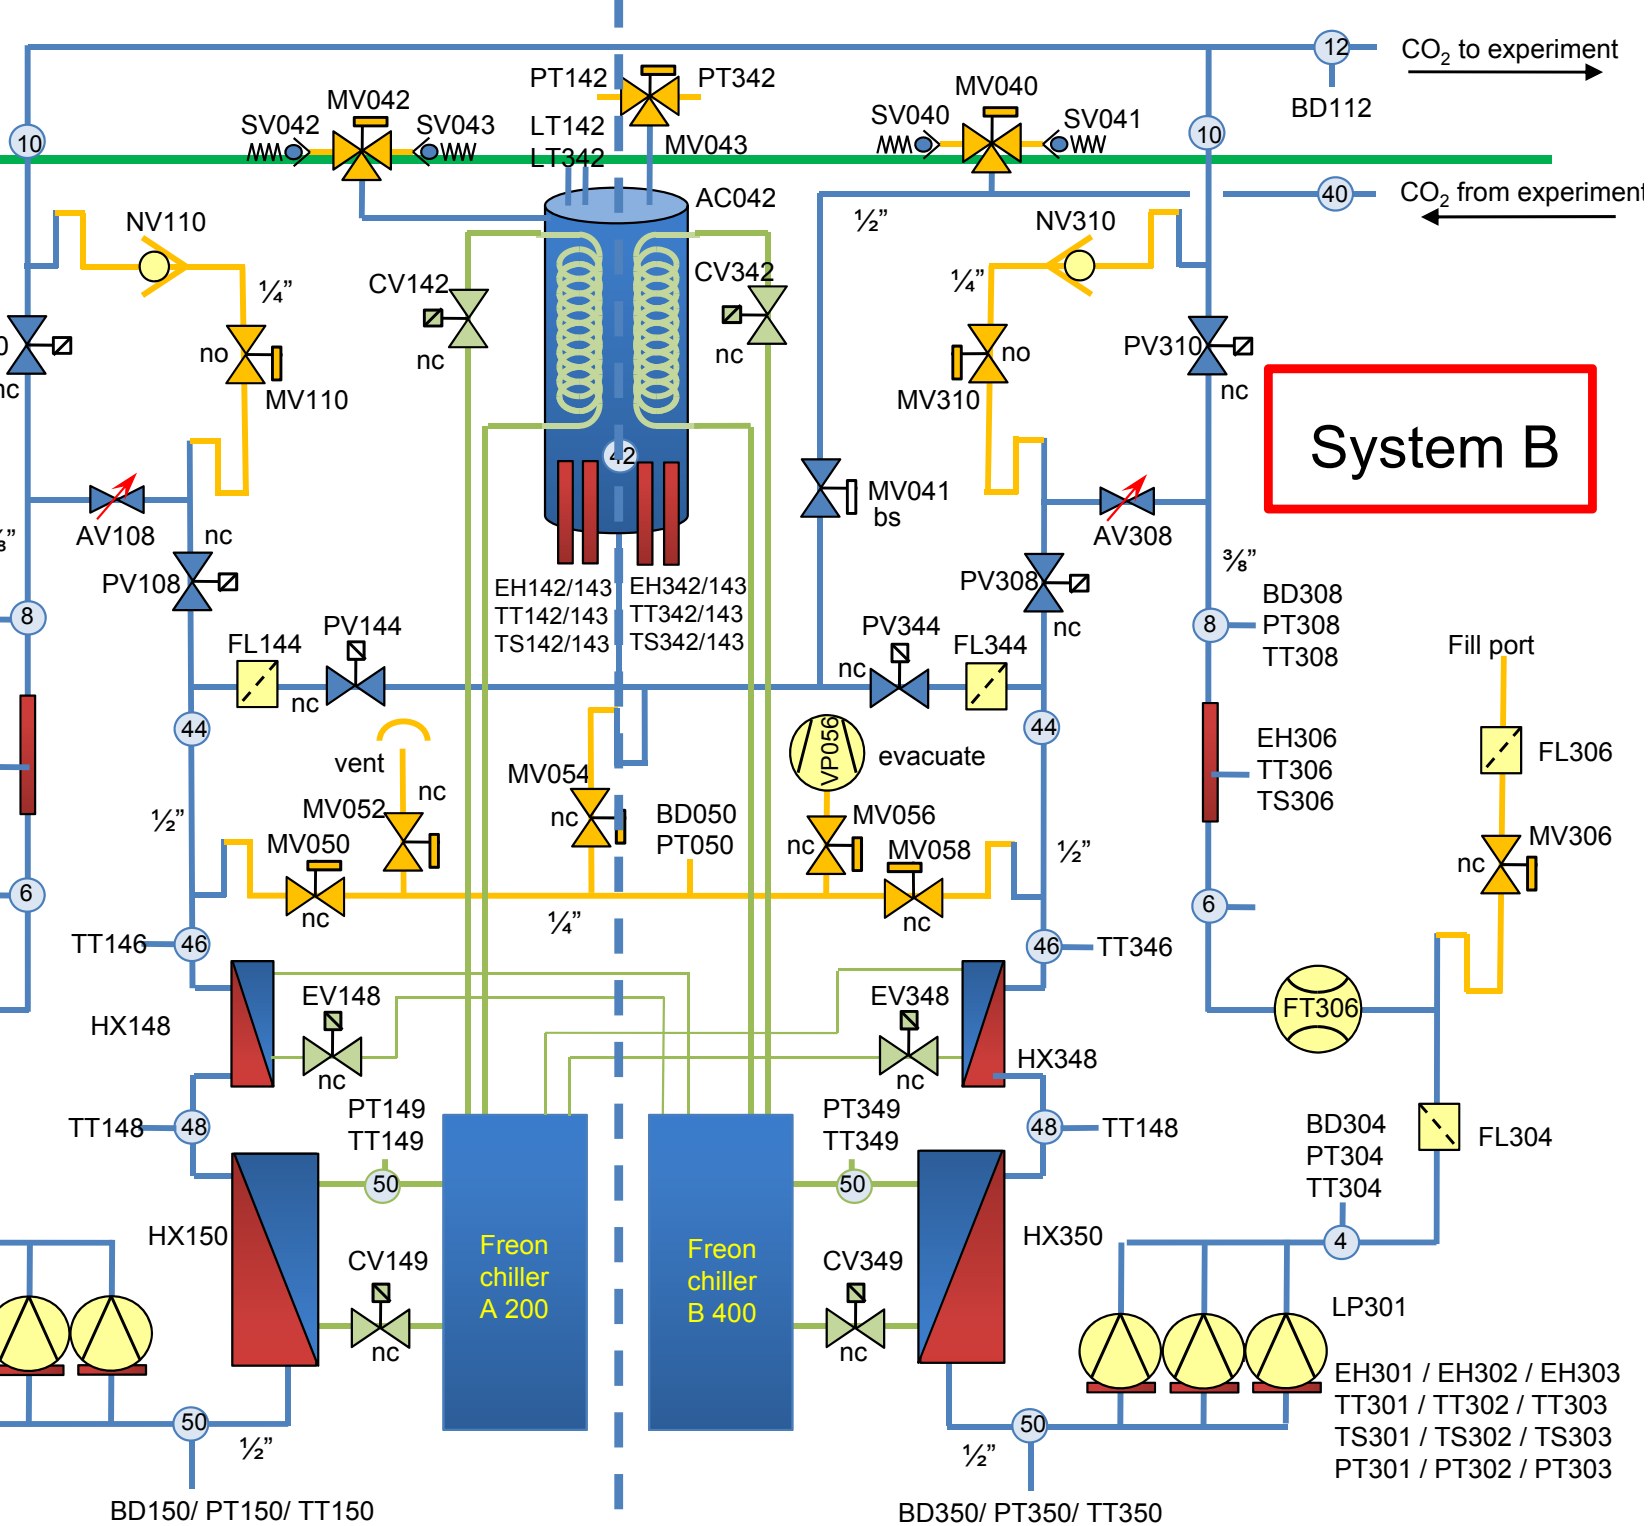 12
CO₂ to experiment
PT142
PT342
MV042
MV040
BD112
SV042
SV043
LT142
MV043
SV040
SV041
10
LT342
10
AC042
40
CO₂ from experiment
½”
NV110
NV310
CV142
CV342
¼”
¼”
0
no
nc
nc
no
PV310
nc
nc
MV110
MV310
System B
42
MV041
bs
AV108
nc
AV308
⅜”
PV108
EH142/143
EH342/143
PV308
TT142/143
TT342/143
TS142/143
TS342/143
nc
BD308
PT308
TT308
8
8
FL144
PV144
PV344
FL344
Fill port
nc
nc
44
44
vent
VP056
evacuate
EH306
TT306
TS306
FL306
MV054
nc
½”
MV052
nc
BD050
PT050
MV056
nc
MV058
½”
MV306
nc
MV050
6
nc
¼”
nc
6
TT146
46
46
TT346
EV148
EV348
HX148
nc
nc
HX348
FT306
PT149
TT149
PT349
TT349
TT148
48
48
TT148
BD304
PT304
TT304
FL304
50
50
HX150
HX350
4
CV149
CV349
Freon
chiller
A 200
Freon
chiller
B 400
nc
nc
LP301
EH301 / EH302 / EH303
TT301 / TT302 / TT303
TS301 / TS302 / TS303
PT301 / PT302 / PT303
50
½”
½”
50
BD150/ PT150/ TT150
BD350/ PT350/ TT350